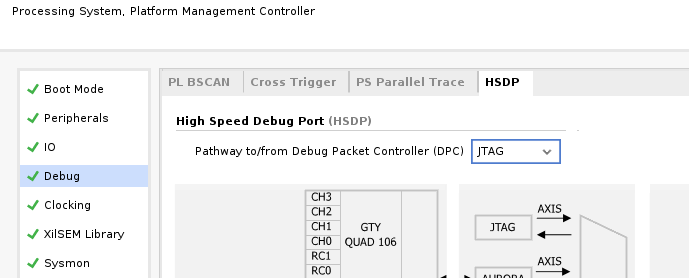 Processing System, Platform Management Controller
Boot Mode
Peripherals
IO
Debug
Clocking
XilSEM Library
Sysmon
PL BSCAN
Cross Trigger
PS Parallel Trace
HSDP
High Speed Debug Port (HSDP)
Pathway to/from Debug Packet Controller (DPC)
JTAG
CH3
CH2
CH1
CH0
RC1
RC0
GTY
QUAD 106
JTAG
AXIS
AXIS
AURORA